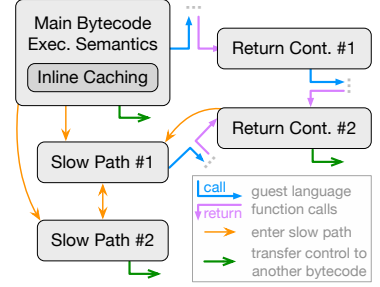 Main Bytecode
Exec. Semantics
Inline Caching
Return Cont. #1
Return Cont. #2
Slow Path #1
Slow Path #2
call
return
guest language
function calls
enter slow path
transfer control to
another bytecode